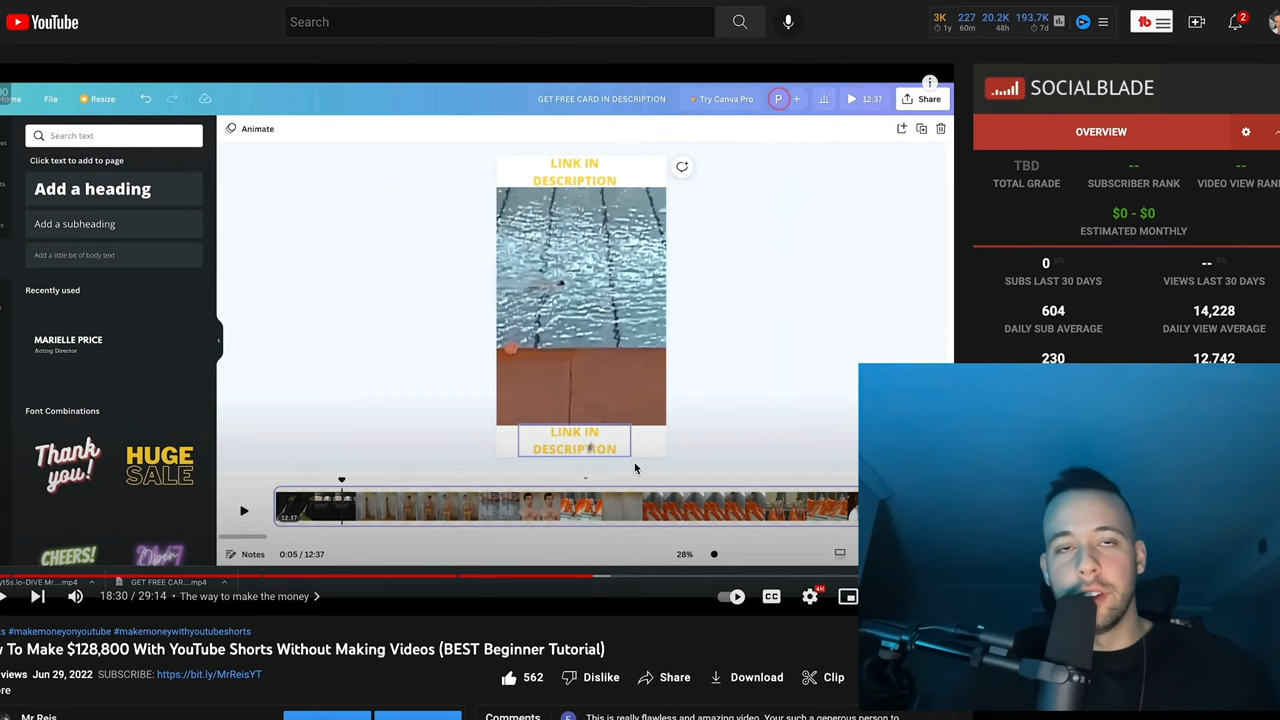 YouTube
Search
3K 227 20.2K 193.7K
1y 60m 48h 7d
tb
2
File
Resize
GET FREE CARD IN DESCRIPTION
Try Canva Pro
P
+
12:37
Share
Search text
Animate
Click text to add to page
Add a heading
Add a subheading
Add a little bit of body text
Recently used
MARIELLE PRICE
Acting Director
Font Combinations
Thank you!
HUGE SALE
CHEERS!
LINK IN
DESCRIPTION
LINK IN
DESCRIPTION
12:37
Notes
0:05 / 12:37
28%
GET FREE CAR....mp4
18:30 / 29:14 • The way to make the money
CC
4K
#makemoneyonyoutube #makemoneywithyoutubeshorts
To Make $128,800 With YouTube Shorts Without Making Videos (BEST Beginner Tutorial)
views Jun 29, 2022 SUBSCRIBE: https://bit.ly/MrReisYT
562
Dislike
Share
Download
Clip
Mr Reis
Comments
This is really flawless and amazing video. Your such a generous person to
SOCIALBLADE
OVERVIEW
TBD -- --
TOTAL GRADE SUBSCRIBER RANK VIDEO VIEW RAN
$0 - $0
ESTIMATED MONTHLY
0 --
SUBS LAST 30 DAYS VIEWS LAST 30 DAYS
604 14,228
DAILY SUB AVERAGE DAILY VIEW AVERAGE
230 12,742